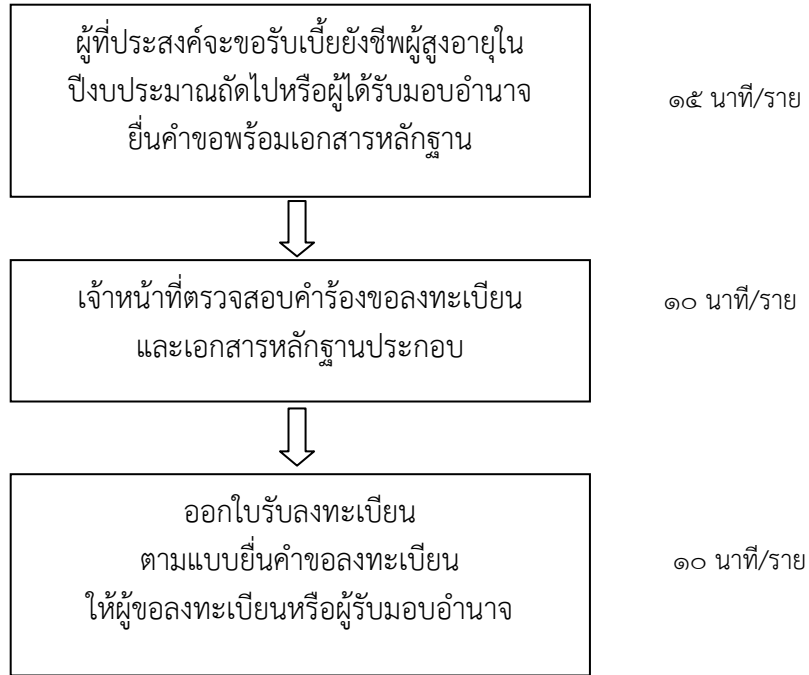 ผู้ที่ประสงค์จะขอรับเบี้ยยังชีพผู้สูงอายุใน
ปีงบประมาณถัดไปหรือผู้ได้รับมอบอำนาจ
ยื่นคำขอพร้อมเอกสารหลักฐาน
๑๕ นาที/ราย
เจ้าหน้าที่ตรวจสอบคำร้องขอลงทะเบียน
และเอกสารหลักฐานประกอบ
๑๐ นาที/ราย
ออกใบรับลงทะเบียน
ตามแบบยื่นคำขอลงทะเบียน
ให้ผู้ขอลงทะเบียนหรือผู้รับมอบอำนาจ
๑๐ นาที/ราย